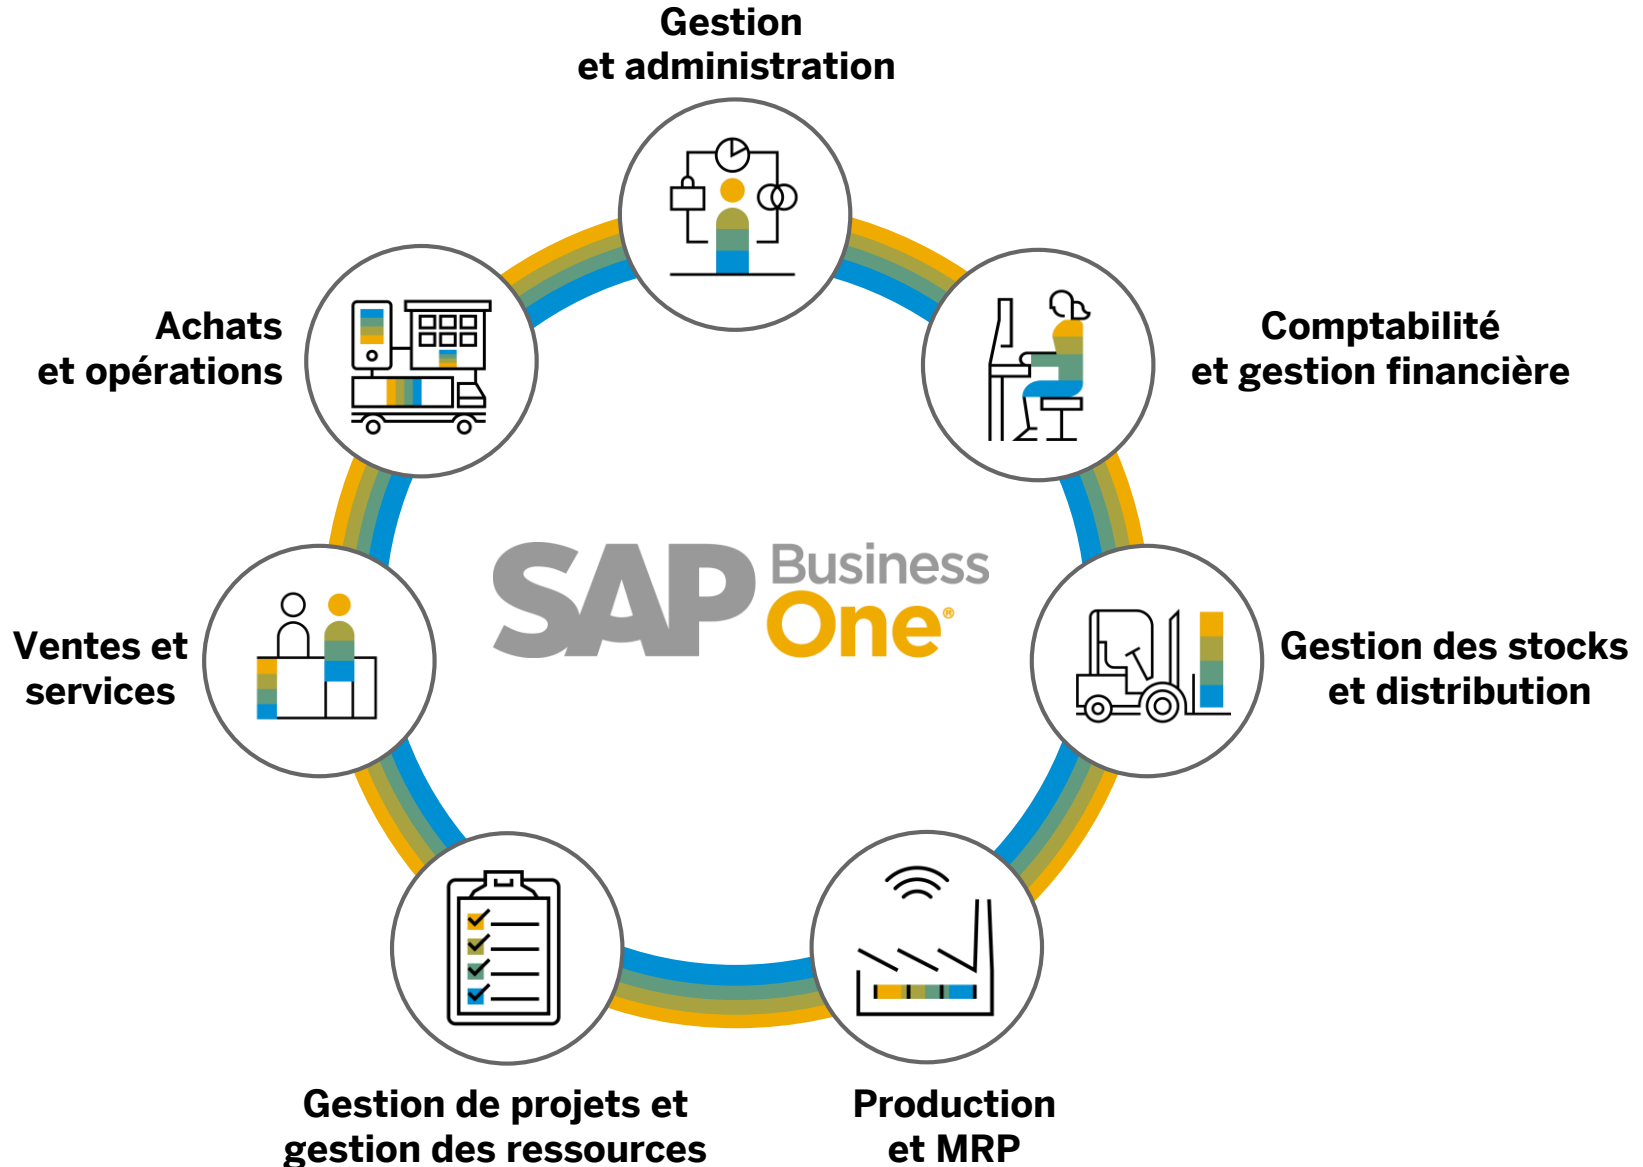 Gestion
et administration
Achats
et opérations
Comptabilité
et gestion financière
SAP Business
One®
Ventes et
services
Gestion des stocks
et distribution
Gestion de projets et
gestion des ressources
Production
et MRP